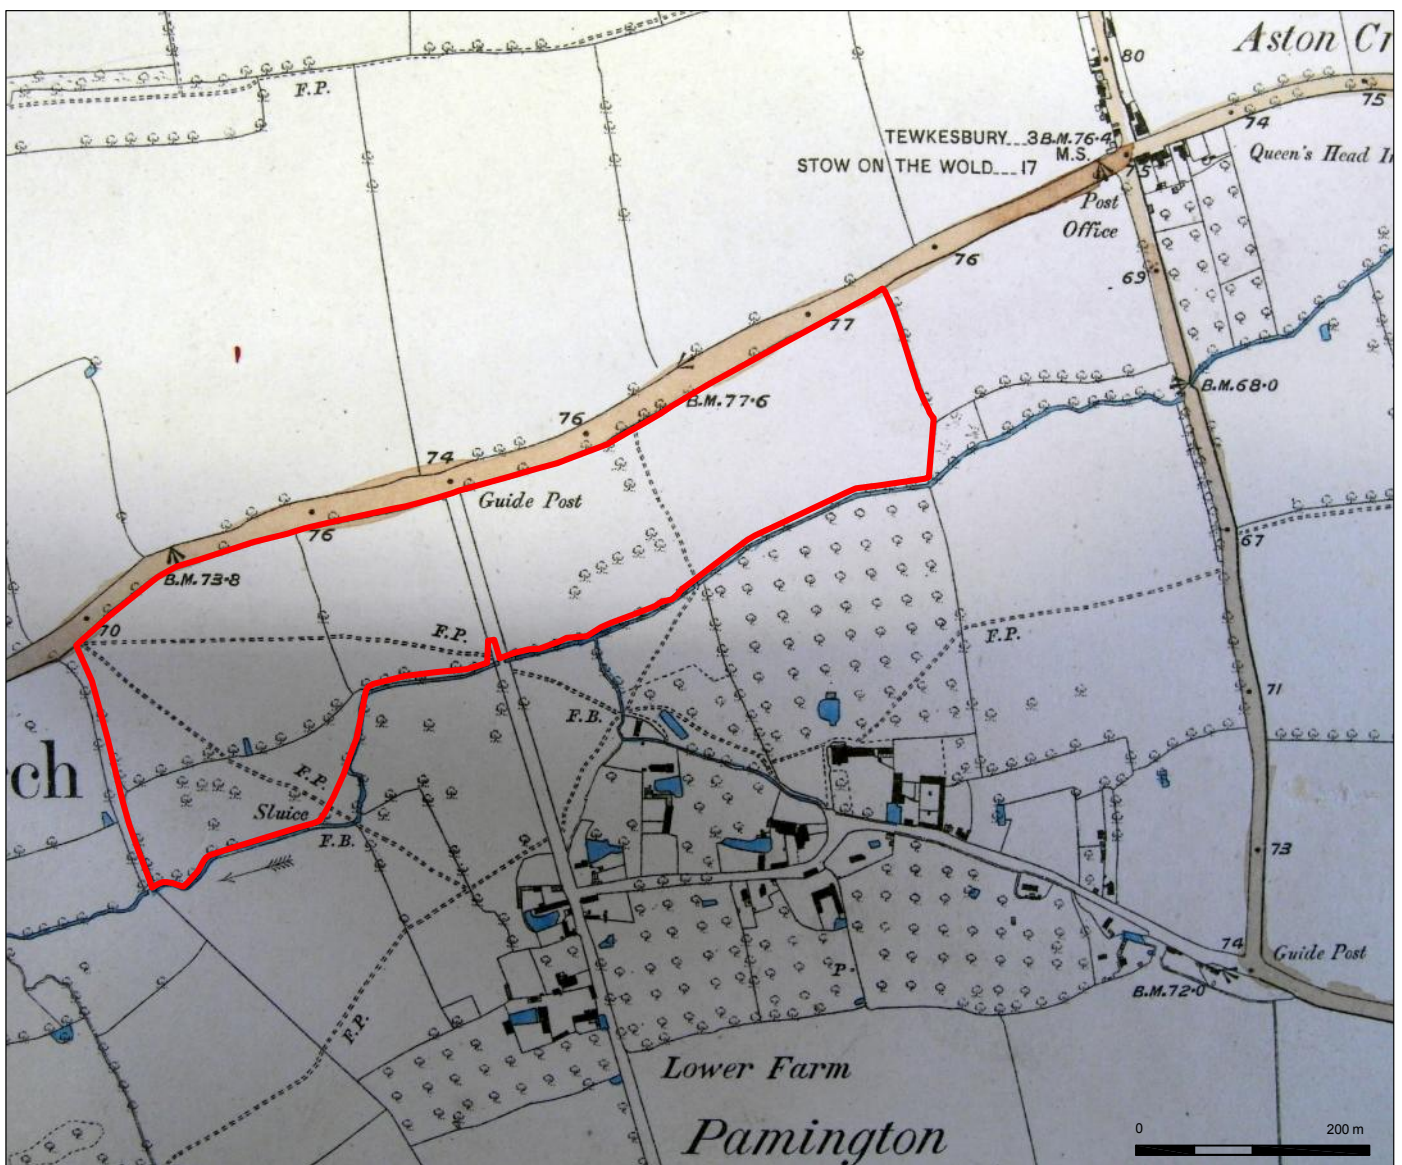 Aston Cr
80
F.P.
75
74
TEWKESBURY...3 B.M.76·4
M.S.
STOW ON THE WOLD...17
75
Queen's Head In
Post
Office
76
69
77
B.M.77·6
B.M.68·0
76
74
Guide Post
76
67
B.M.73·8
70
F.P.
F.P.
71
F.B.
rch
F.P.
Sluice
F.B.
73
74
Guide Post
P.
B.M.72·0
F.P.
Lower Farm
Pamington
0 200 m